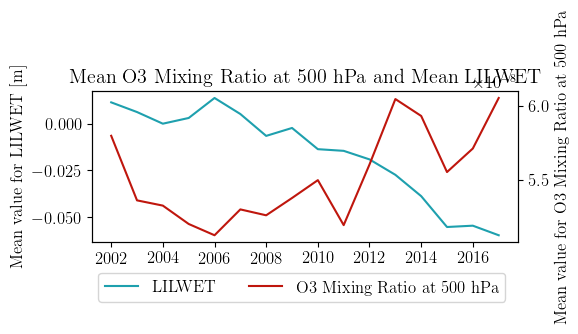 Mean O3 Mixing Ratio at 500 hPa and Mean LILWET
Mean value for LILWET [m]
0.000
−0.025
−0.050
2002 2004 2006 2008 2010 2012 2014 2016
6.0
5.5
Mean value for O3 Mixing Ratio at 500 hPa
LILWET
O3 Mixing Ratio at 500 hPa